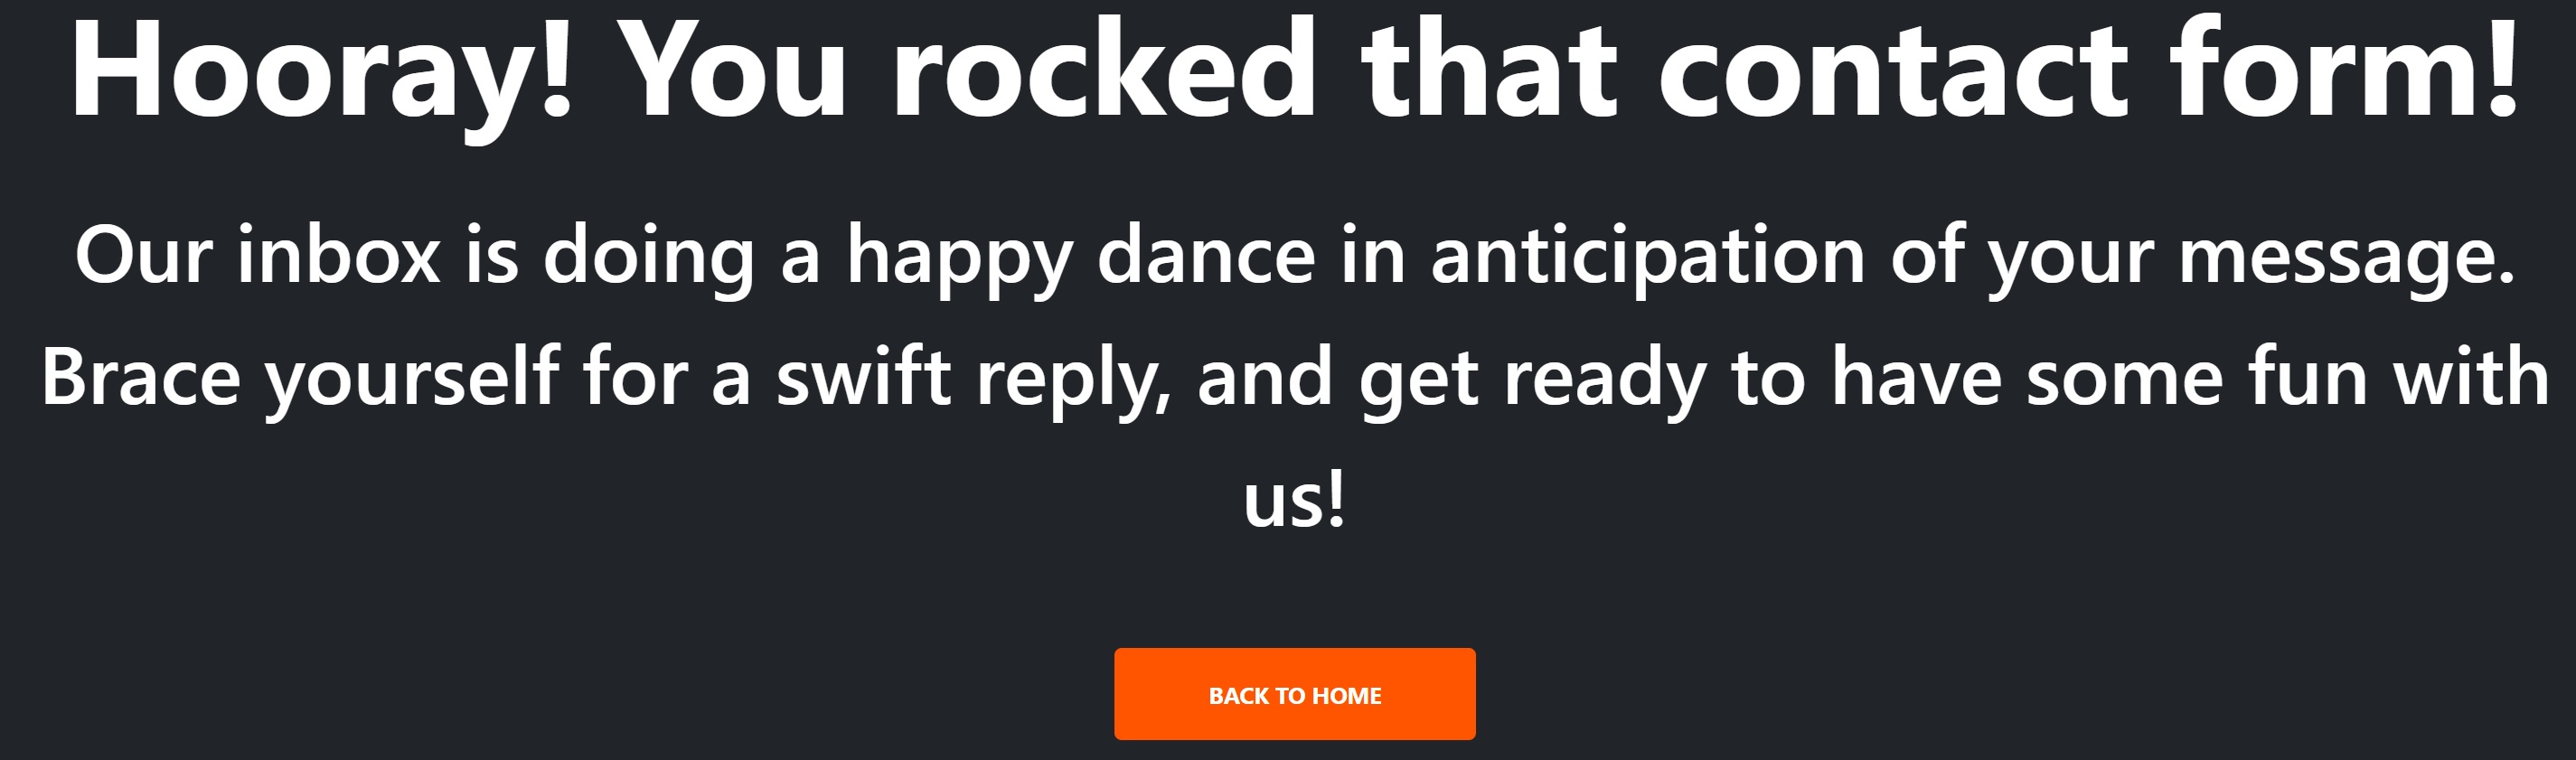 Hooray! You rocked that contact form!
Our inbox is doing a happy dance in anticipation of your message.
Brace yourself for a swift reply, and get ready to have some fun with
us!
BACK TO HOME